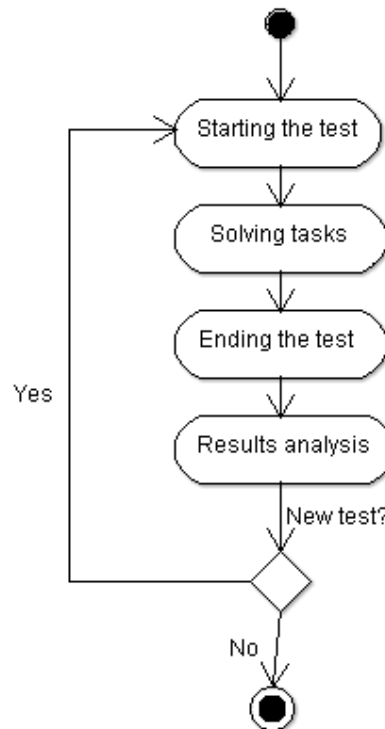 Starting the test
Solving tasks
Ending the test
Yes
Results analysis
New test?
No